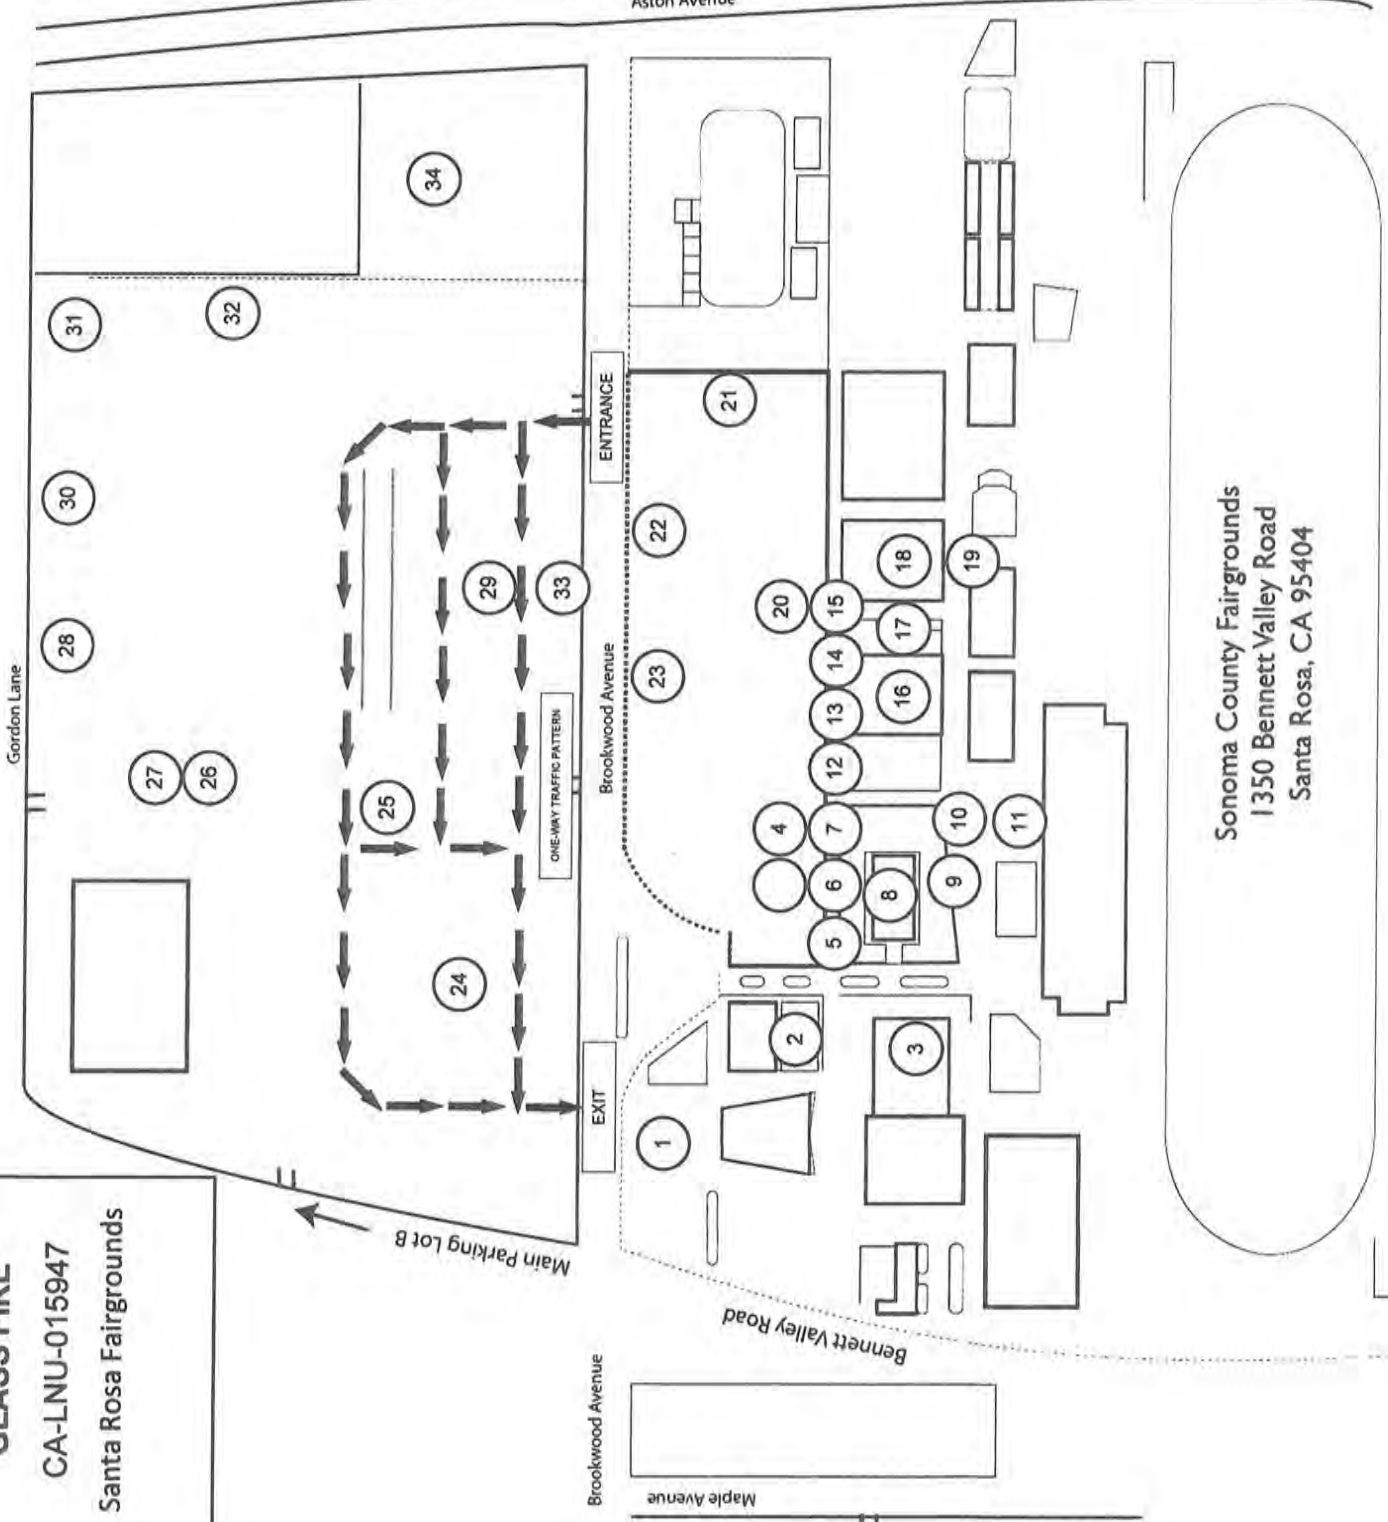 GLASS FIRE
CA-LNU-015947
Santa Rosa Fairgrounds
Gordon Lane
Aston Avenue
31
32
34
30
28
27
26
25
24
29
33
Main Parking Lot B
ONE-WAY TRAFFIC PATTERN
ENTRANCE
EXIT
Brookwood Avenue
Brookwood Avenue
Maple Avenue
Bennett Valley Road
1
2
3
4
5
6
7
8
9
10
11
12
13
14
15
16
17
18
19
20
21
22
23
Sonoma County Fairgrounds
1350 Bennett Valley Road
Santa Rosa, CA 95404